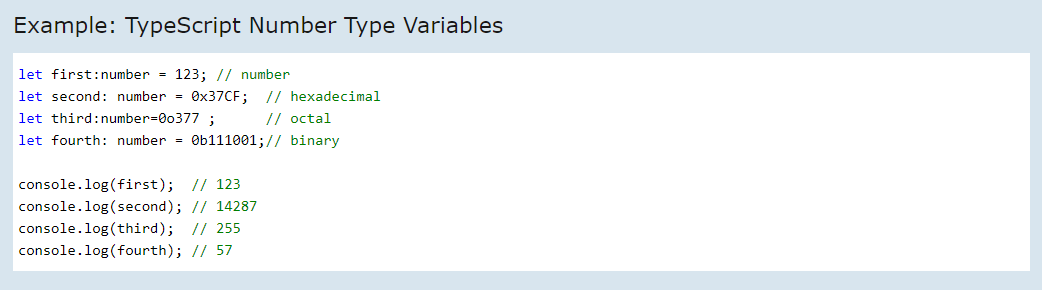 Example: TypeScript Number Type Variables
let first:number = 123; // number
let second: number = 0x37CF;  // hexadecimal
let third:number=0o377 ;      // octal
let fourth: number = 0b111001;// binary
console.log(first);  // 123
console.log(second); // 14287
console.log(third);  // 255
console.log(fourth); // 57